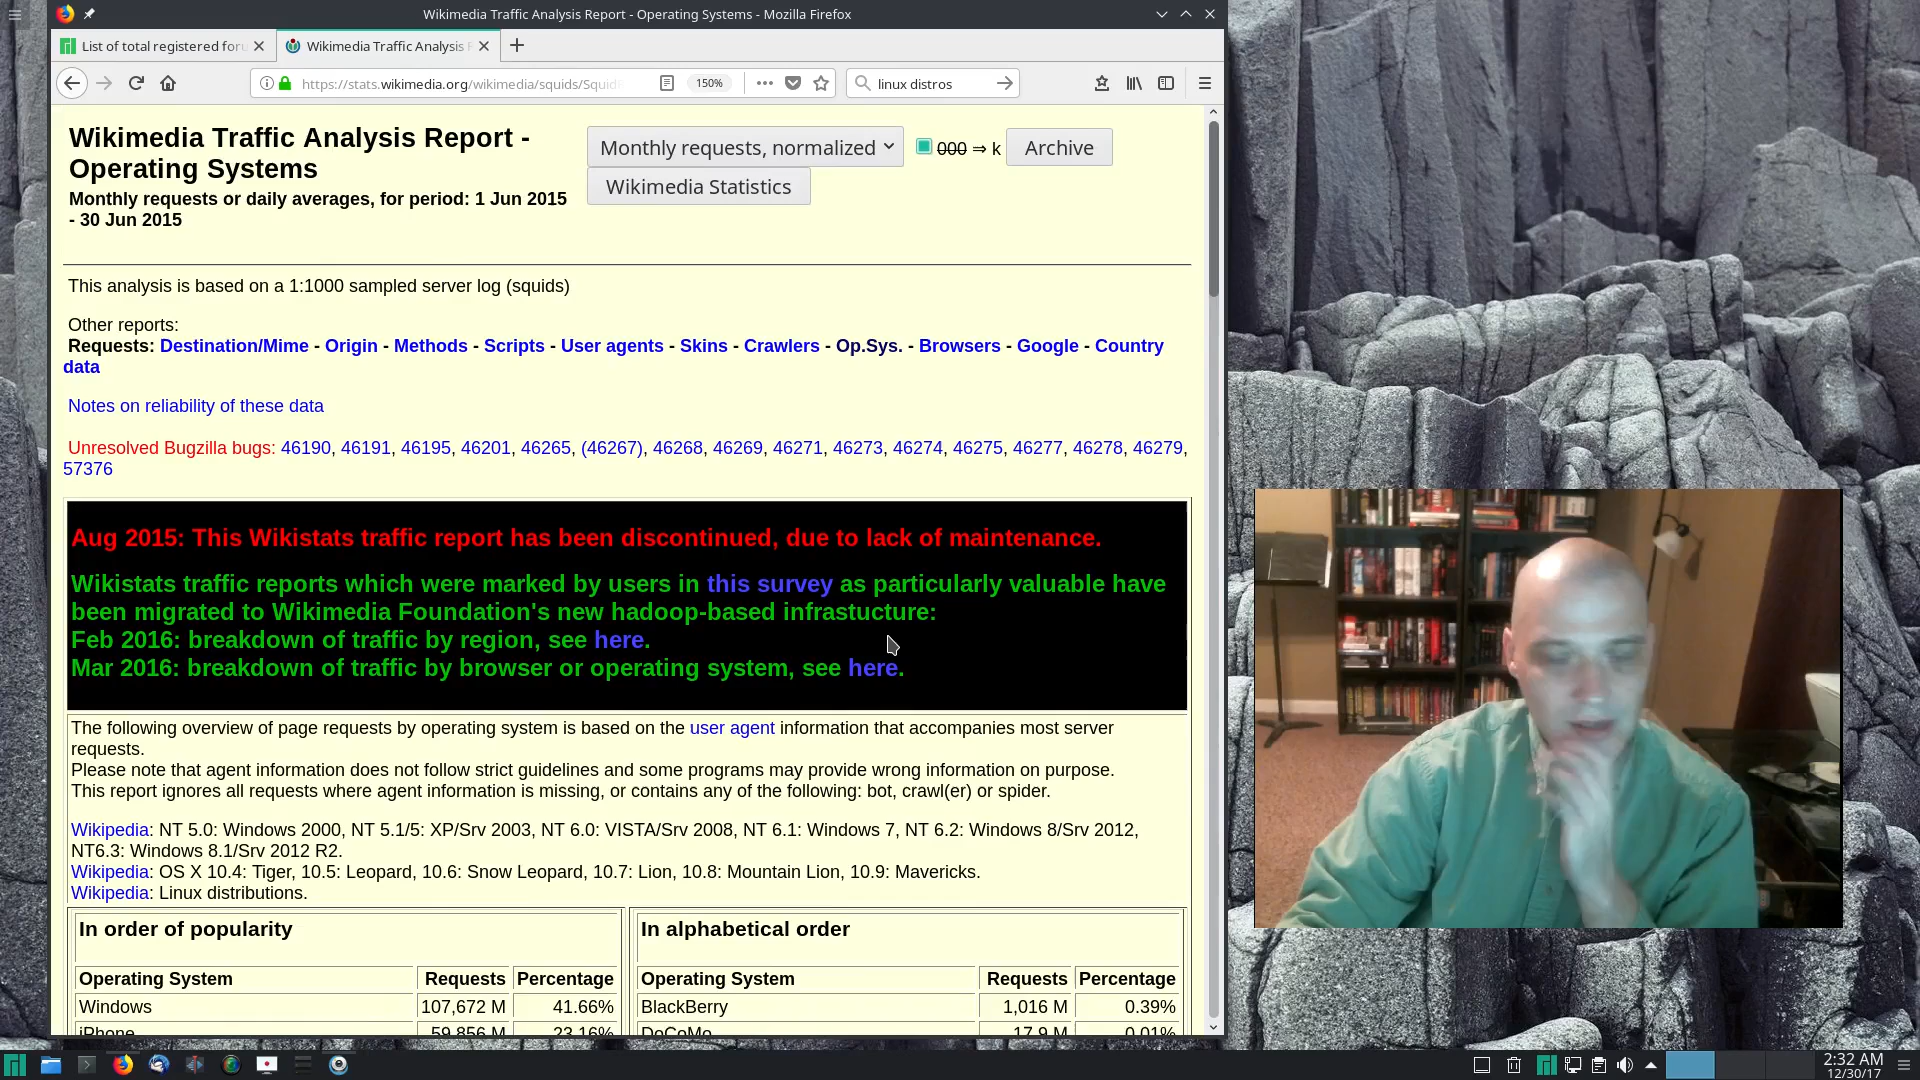 Wikimedia Traffic Analysis Report - Operating Systems - Mozilla Firefox
List of total registered foru
Wikimedia Traffic Analysis R
https://stats.wikimedia.org/wikimedia/squids/Squid
150%
linux distros
Wikimedia Traffic Analysis Report -
Operating Systems
Monthly requests or daily averages, for period: 1 Jun 2015
- 30 Jun 2015
Monthly requests, normalized
000 ⇒ k
Archive
Wikimedia Statistics
This analysis is based on a 1:1000 sampled server log (squids)
Other reports:
Requests: Destination/Mime - Origin - Methods - Scripts - User agents - Skins - Crawlers - Op.Sys. - Browsers - Google - Country
data
Notes on reliability of these data
Unresolved Bugzilla bugs: 46190, 46191, 46195, 46201, 46265, (46267), 46268, 46269, 46271, 46273, 46274, 46275, 46277, 46278, 46279,
57376
Aug 2015: This Wikistats traffic report has been discontinued, due to lack of maintenance.
Wikistats traffic reports which were marked by users in this survey as particularly valuable have
been migrated to Wikimedia Foundation's new hadoop-based infrastucture:
Feb 2016: breakdown of traffic by region, see here.
Mar 2016: breakdown of traffic by browser or operating system, see here.
The following overview of page requests by operating system is based on the user agent information that accompanies most server
requests.
Please note that agent information does not follow strict guidelines and some programs may provide wrong information on purpose.
This report ignores all requests where agent information is missing, or contains any of the following: bot, crawl(er) or spider.
Wikipedia: NT 5.0: Windows 2000, NT 5.1/5: XP/Srv 2003, NT 6.0: VISTA/Srv 2008, NT 6.1: Windows 7, NT 6.2: Windows 8/Srv 2012,
NT6.3: Windows 8.1/Srv 2012 R2.
Wikipedia: OS X 10.4: Tiger, 10.5: Leopard, 10.6: Snow Leopard, 10.7: Lion, 10.8: Mountain Lion, 10.9: Mavericks.
Wikipedia: Linux distributions.
In order of popularity
Operating System Requests Percentage
Windows 107,672 M 41.66%
iPhone 59,856 M 23.16%
In alphabetical order
Operating System Requests Percentage
BlackBerry 1,016 M 0.39%
DoCoMo 17.9 M 0.01%
2:32 AM
12/30/17